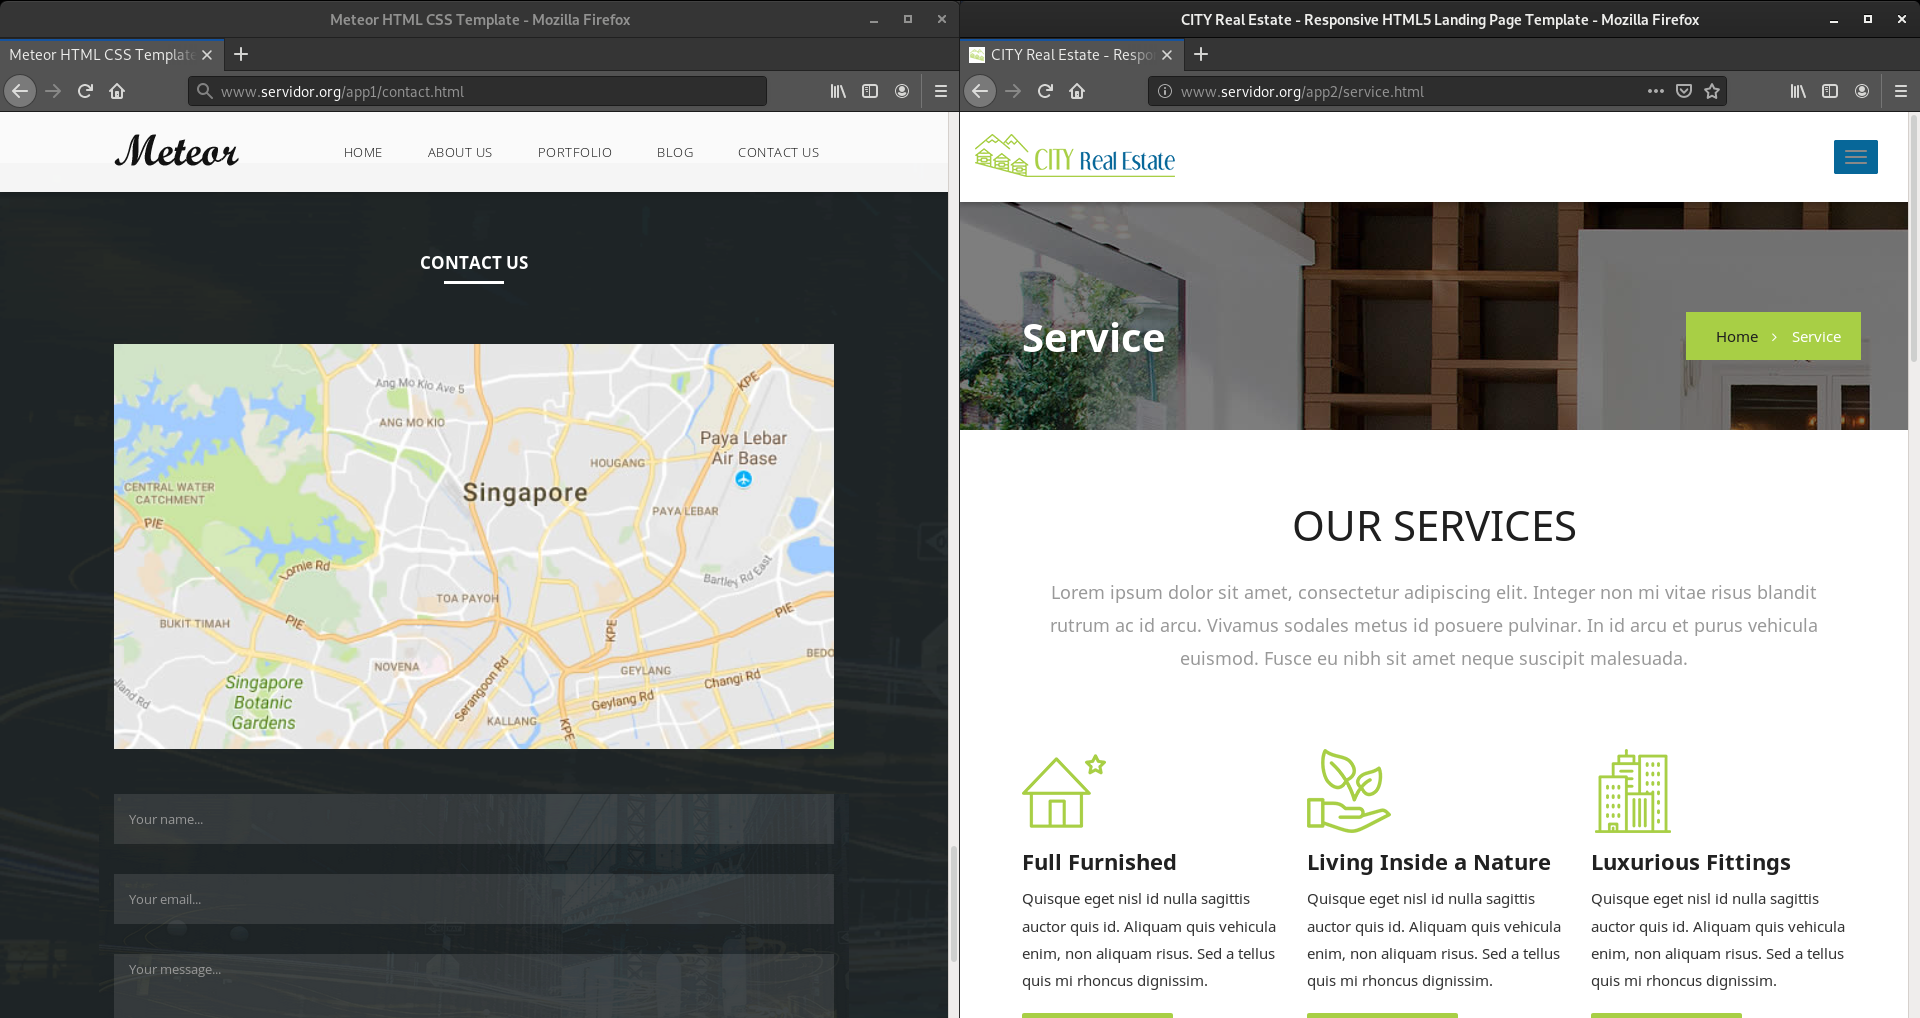 Meteor HTML CSS Template - Mozilla Firefox
Meteor HTML CSS Templat
www.servidor.org/app1/contact.html
Meteor
HOME ABOUT US PORTFOLIO BLOG CONTACT US
CONTACT US
Ang Mo Kio Ave 5
KPE
ANG MO KIO
Paya Lebar
Air Base
HOUGANG
CENTRAL WATER
CATCHMENT
Singapore
PAYA LEBAR
PIE
Lornie Rd
Bartley Rd East
TOA PAYOH
PIE
BUKIT TIMAH
PIE
KPE
NOVENA
GEYLANG
BEDO
Changi Rd
Serangoon Rd
Geylang Rd
lland Rd
Singapore
Botanic
Gardens
KALLANG
KPE
Your name...
Your email...
Your message...
CITY Real Estate - Responsive HTML5 Landing Page Template - Mozilla Firefox
CITY Real Estate - Respo
www.servidor.org/app2/service.html
CITY Real Estate
Service
Home > Service
OUR SERVICES
Lorem ipsum dolor sit amet, consectetur adipiscing elit. Integer non mi vitae risus blandit
rutrum ac id arcu. Vivamus sodales metus id posuere pulvinar. In id arcu et purus vehicula
euismod. Fusce eu nibh sit amet neque suscipit malesuada.
Full Furnished
Quisque eget nisl id nulla sagittis
auctor quis id. Aliquam quis vehicula
enim, non aliquam risus. Sed a tellus
quis mi rhoncus dignissim.
Living Inside a Nature
Quisque eget nisl id nulla sagittis
auctor quis id. Aliquam quis vehicula
enim, non aliquam risus. Sed a tellus
quis mi rhoncus dignissim.
Luxurious Fittings
Quisque eget nisl id nulla sagittis
auctor quis id. Aliquam quis vehicula
enim, non aliquam risus. Sed a tellus
quis mi rhoncus dignissim.